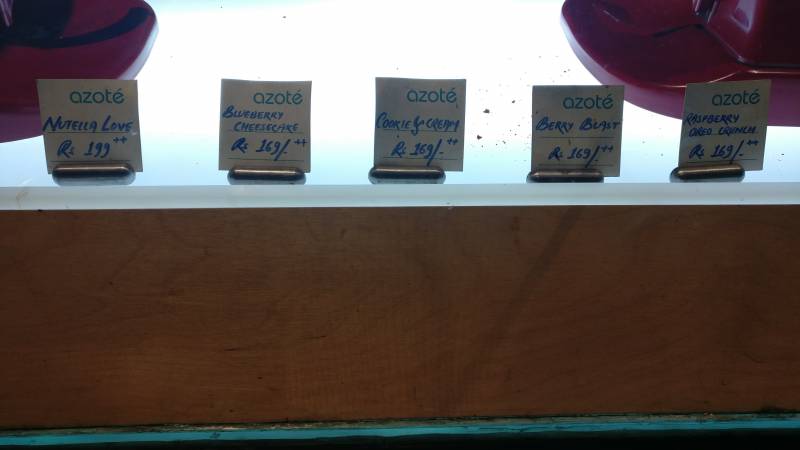 azoté
NUTELLA LOVE
Rs 199 ++
azoté
BLUEBERRY
CHEESECAKE
Rs 169/- ++
azoté
COOKIE & CREAM
Rs 169/- ++
azoté
BERRY BLAST
Rs 169/- ++
azoté
RASPBERRY
OREO CRUNCH
Rs 169/- ++